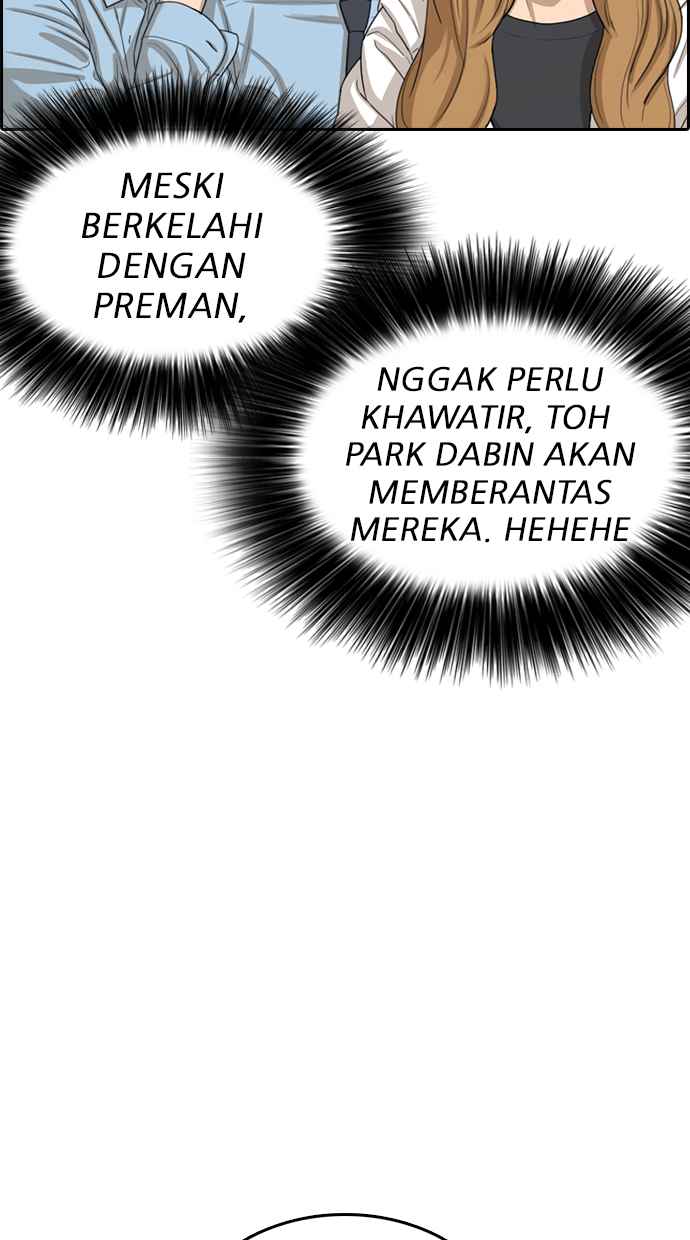 MESKI
BERKELAHI
DENGAN
PREMAN,
NGGAK PERLU
KHAWATIR, TOH
PARK DABIN AKAN
MEMBERANTAS
MEREKA. HEHEHE